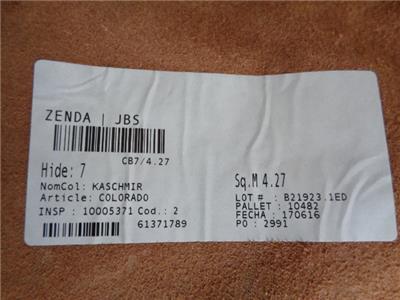 ZENDA | JBS
CB7/4.27
Hide: 7
Sq.M 4.27
NomCol: KASCHMIR
Article: COLORADO
INSP : 10005371 Cod.: 2
61371789
LOT # : B21923.1ED
PALLET : 10482
FECHA : 170616
PO : 2991